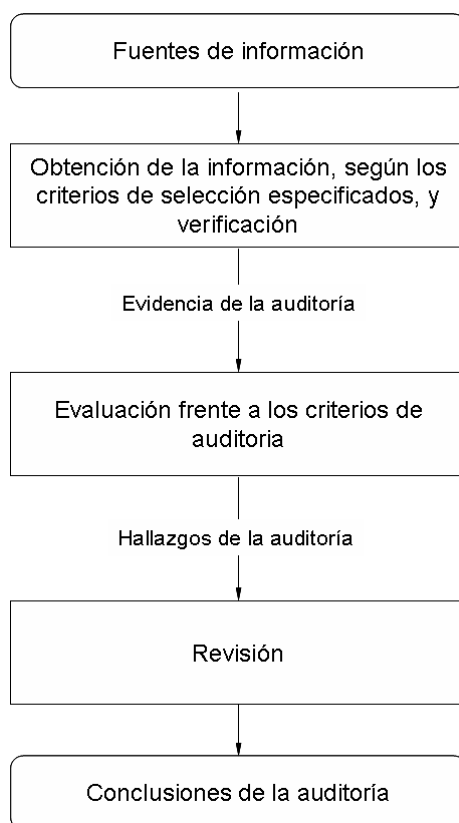 Fuentes de información
Obtención de la información, según los
criterios de selección especificados, y
verificación
Evidencia de la auditoría
Evaluación frente a los criterios de
auditoria
Hallazgos de la auditoría
Revisión
Conclusiones de la auditoría